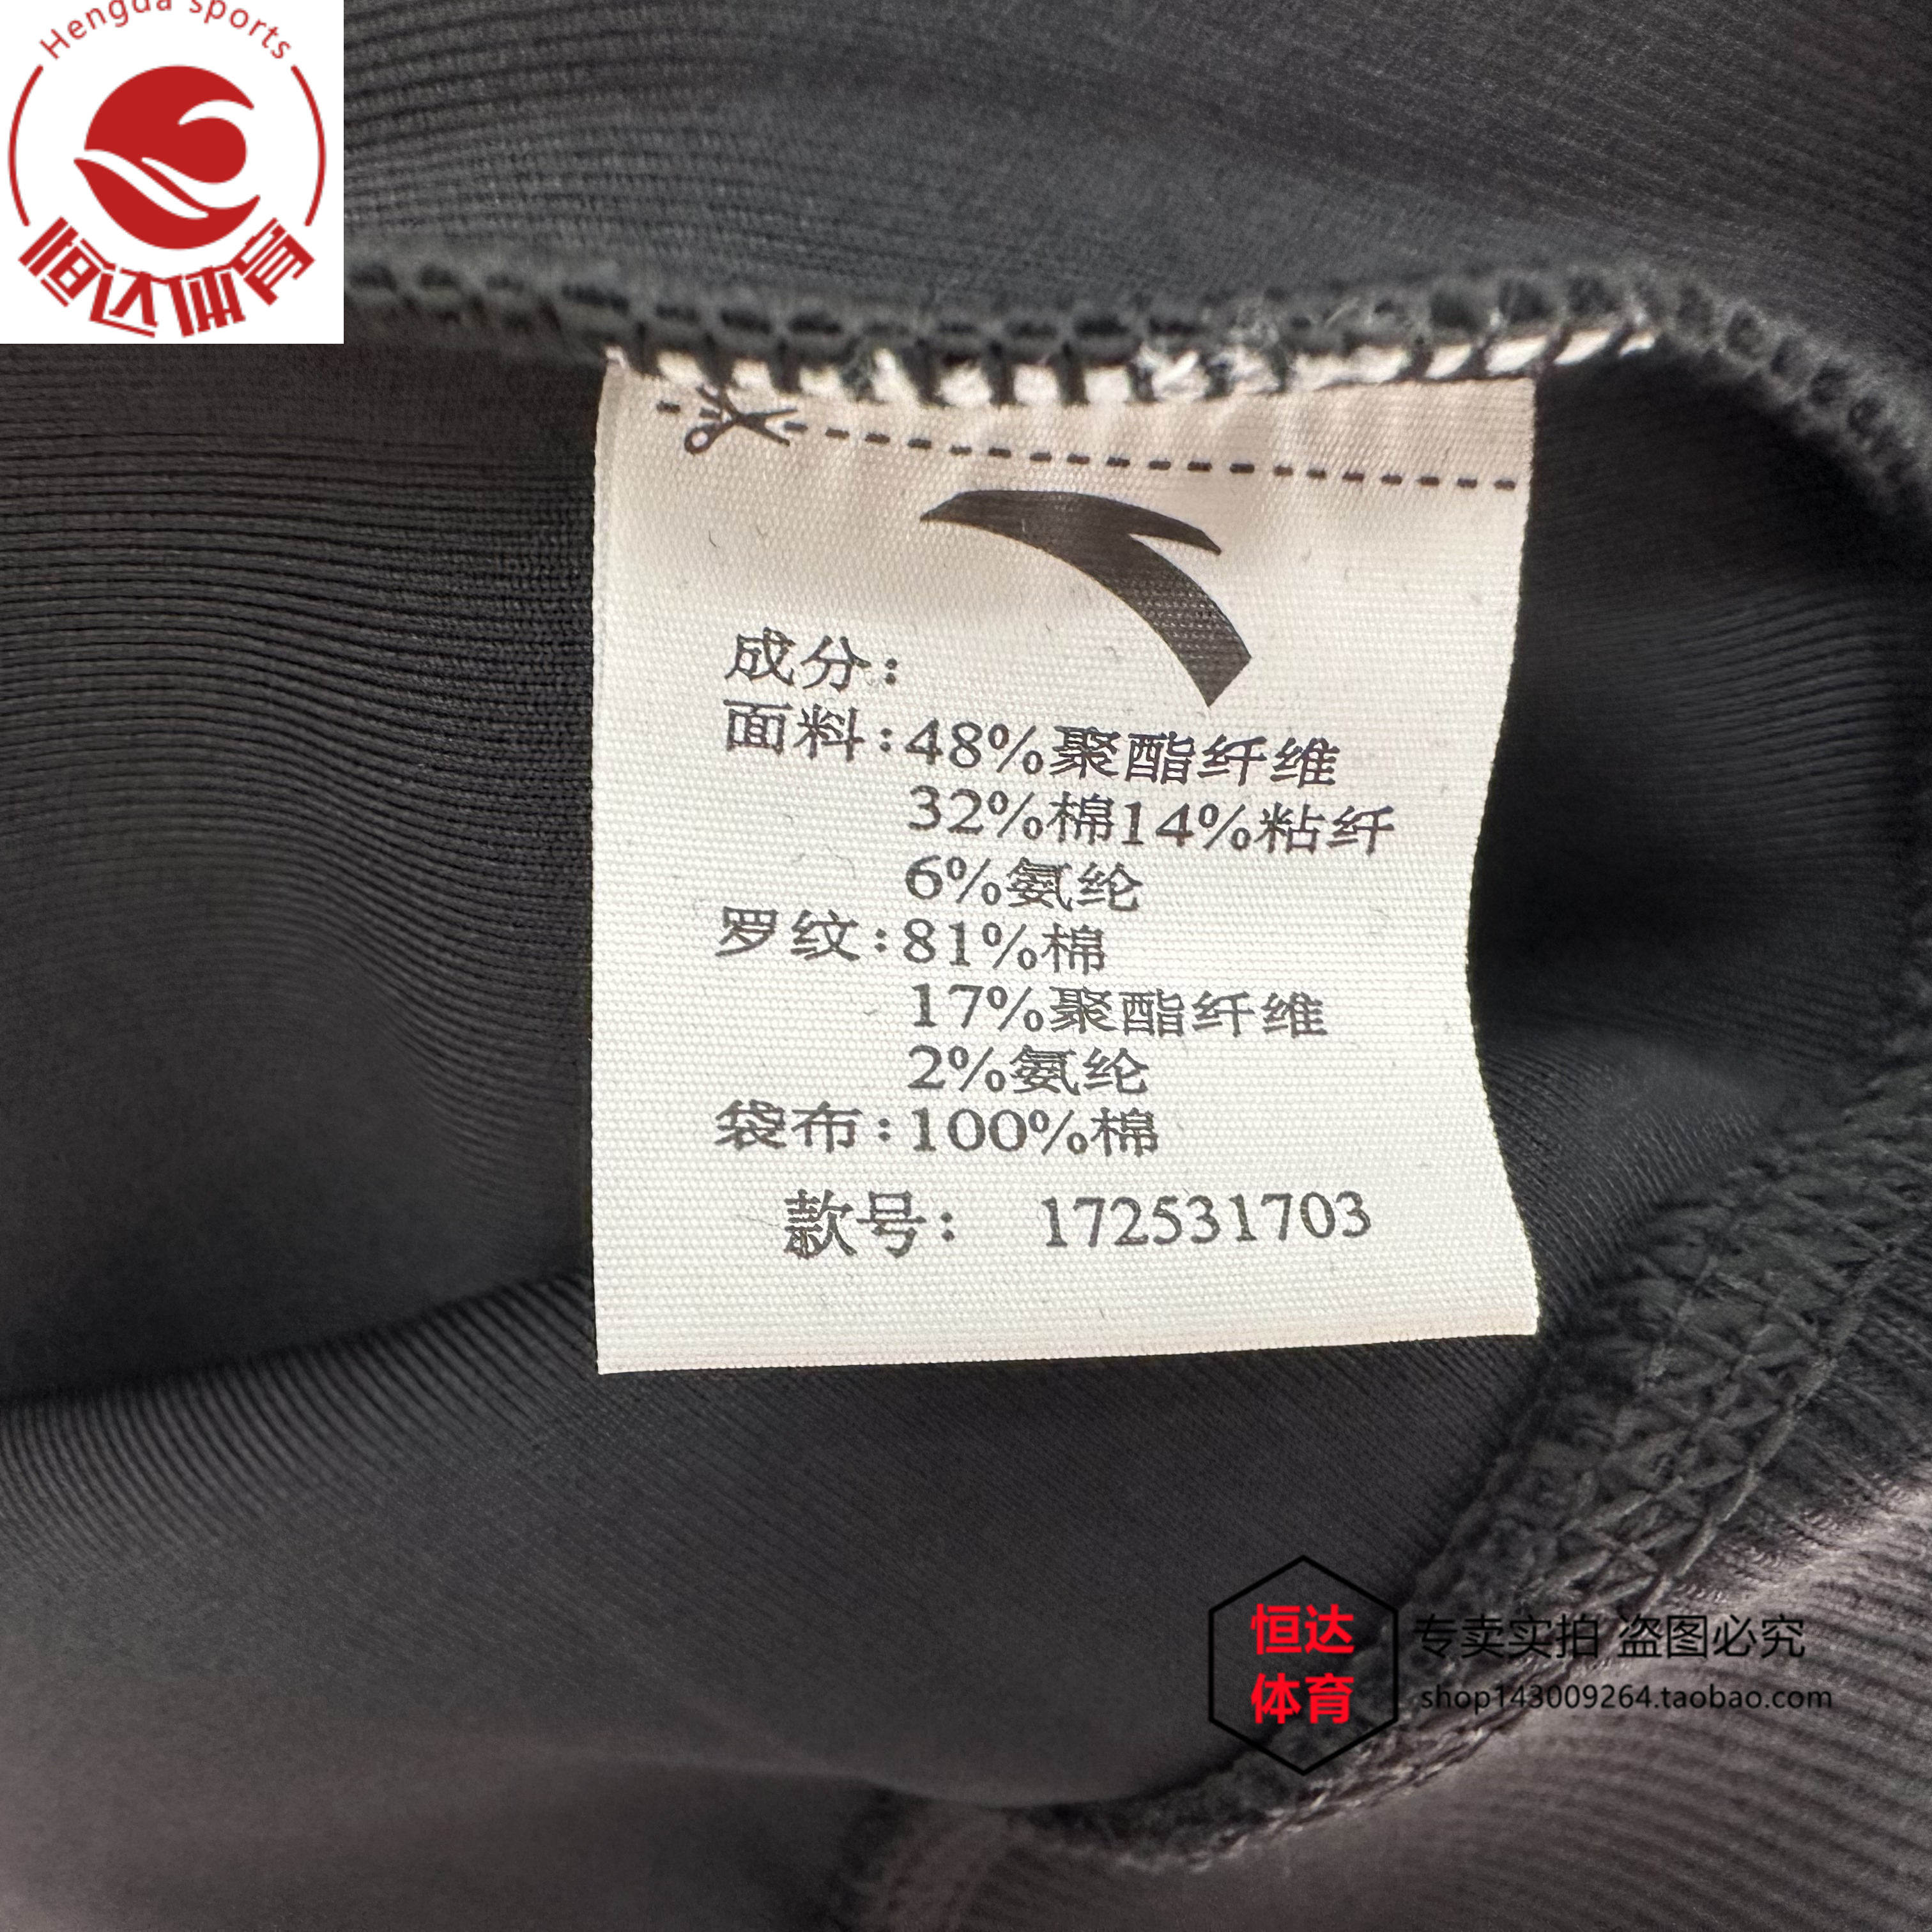 Hengda sports
恒达体育
成分:
面料:48%聚酯纤维
32%棉14%粘纤
6%氨纶
罗纹:81%棉
17%聚酯纤维
2%氨纶
袋布:100%棉
款号: 172531703
恒达
体育
专卖实拍 盗图必究
shop143009264.taobao.com